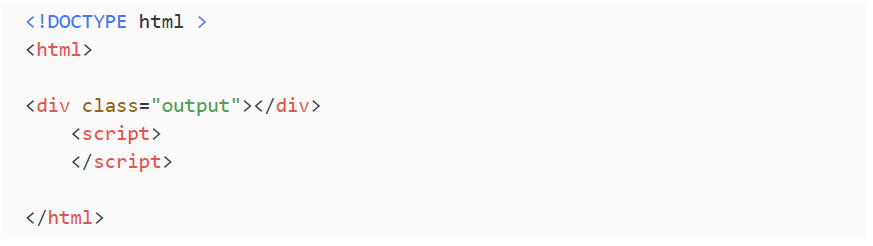 <!DOCTYPE html >
<html>
<div class="output"></div>
<script>
</script>
</html>